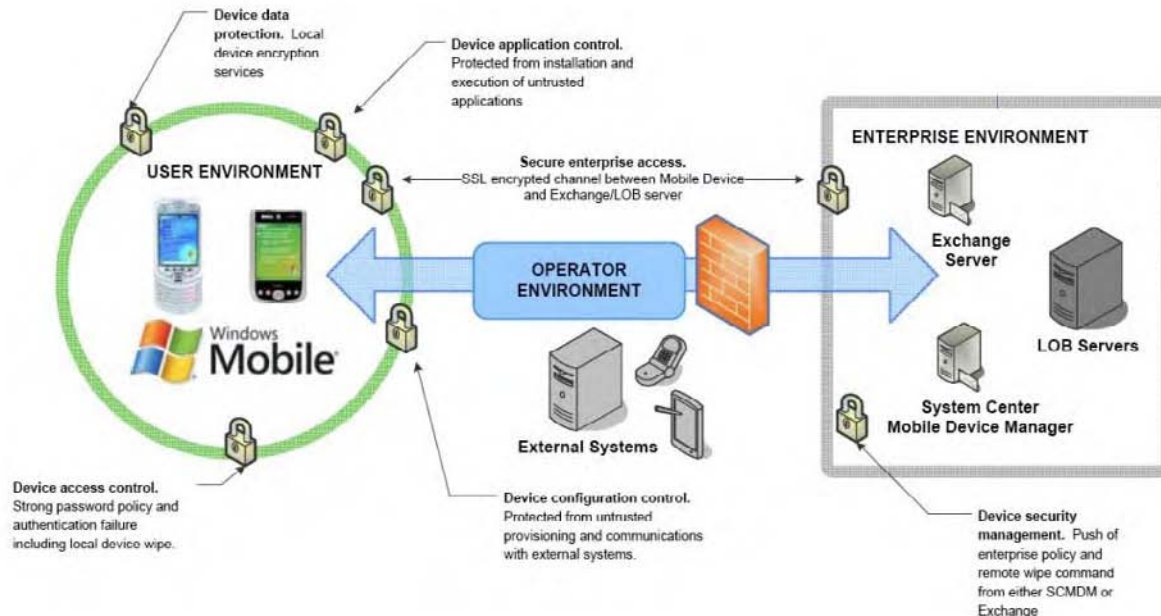 Device data
protection. Local
device encryption
services
Device application control.
Protected from installation and
execution of untrusted
applications
USER ENVIRONMENT
Windows
Mobile
Secure enterprise access.
SSL encrypted channel between Mobile Device
and Exchange/LOB server
OPERATOR
ENVIRONMENT
External Systems
ENTERPRISE ENVIRONMENT
Exchange
Server
LOB Servers
System Center
Mobile Device Manager
Device access control.
Strong password policy and
authentication failure
including local device wipe.
Device configuration control.
Protected from untrusted
provisioning and communications
with external systems.
Device security
management. Push of
enterprise policy and
remote wipe command
from either SCMDM or
Exchange